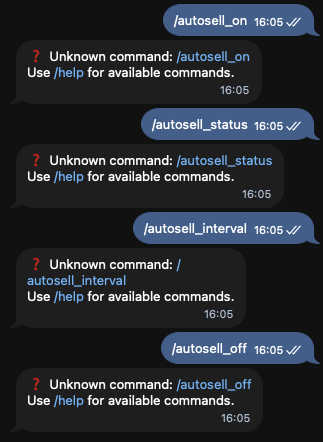 /autosell_on 16:05
❓ Unknown command: /autosell_on
Use /help for available commands.
16:05
/autosell_status 16:05
❓ Unknown command: /autosell_status
Use /help for available commands.
16:05
/autosell_interval 16:05
❓ Unknown command: /
autosell_interval
Use /help for available commands.
16:05
/autosell_off 16:05
❓ Unknown command: /autosell_off
Use /help for available commands.
16:05